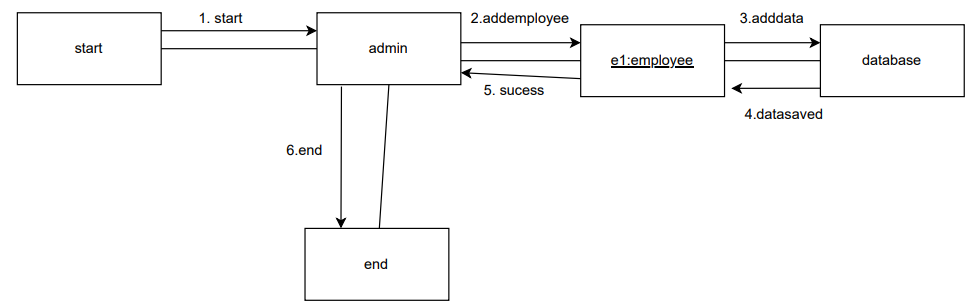 1. start
2.addemployee
3.adddata
start
admin
e1:employee
database
5. sucess
4.datasaved
6.end
end